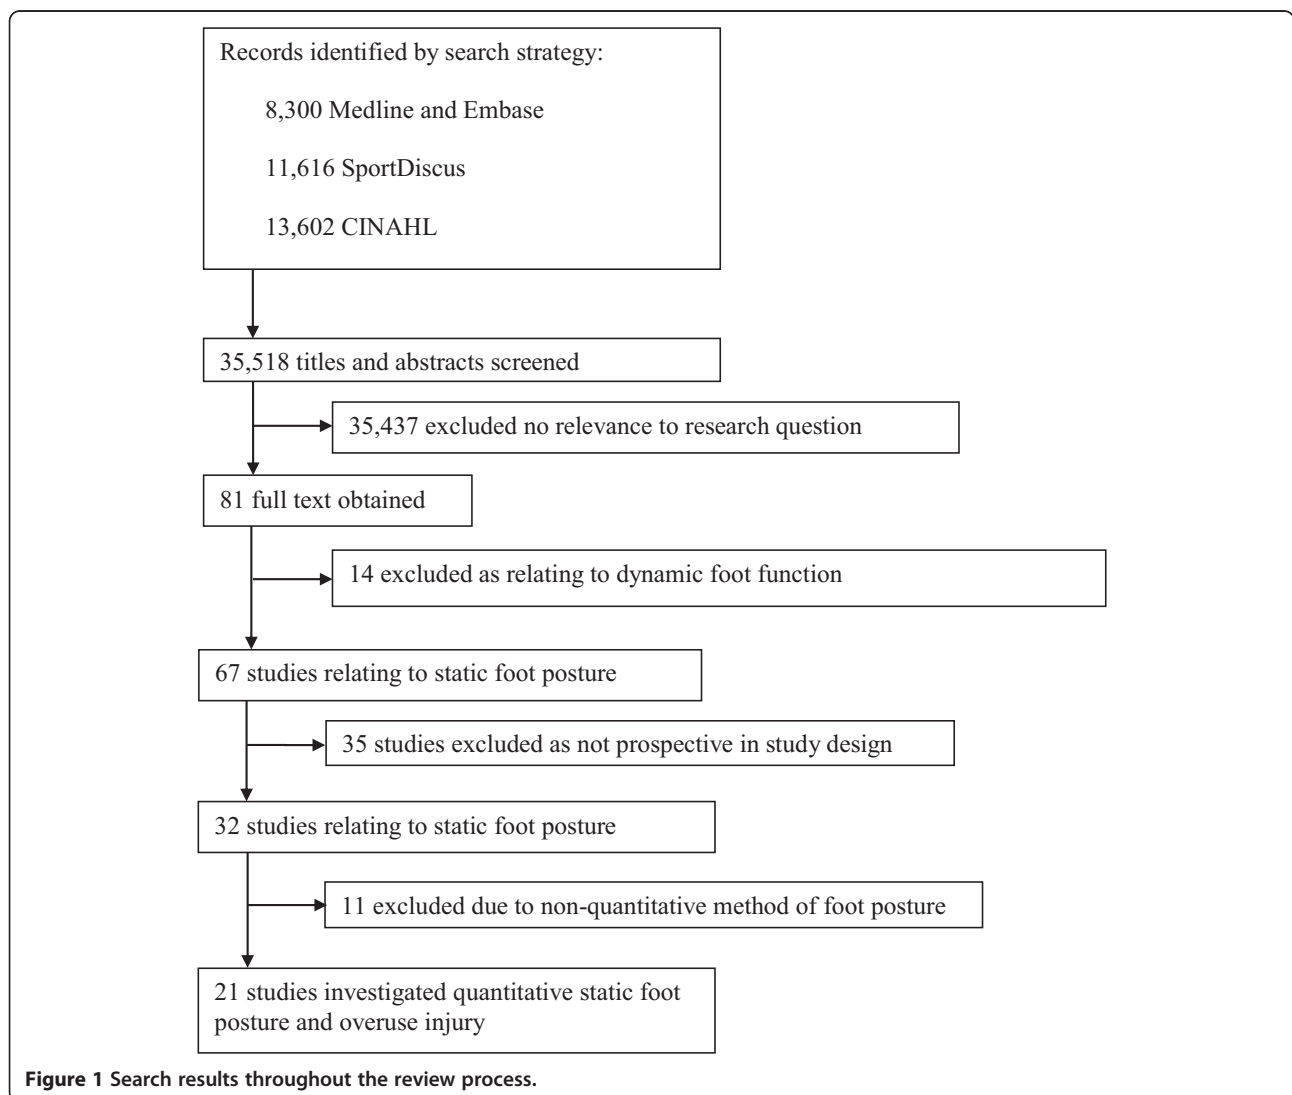 Records identified by search strategy:
8,300 Medline and Embase
11,616 SportDiscus
13,602 CINAHL
35,518 titles and abstracts screened
35,437 excluded no relevance to research question
81 full text obtained
14 excluded as relating to dynamic foot function
67 studies relating to static foot posture
35 studies excluded as not prospective in study design
32 studies relating to static foot posture
11 excluded due to non-quantitative method of foot posture
21 studies investigated quantitative static foot
posture and overuse injury
Figure 1 Search results throughout the review process.